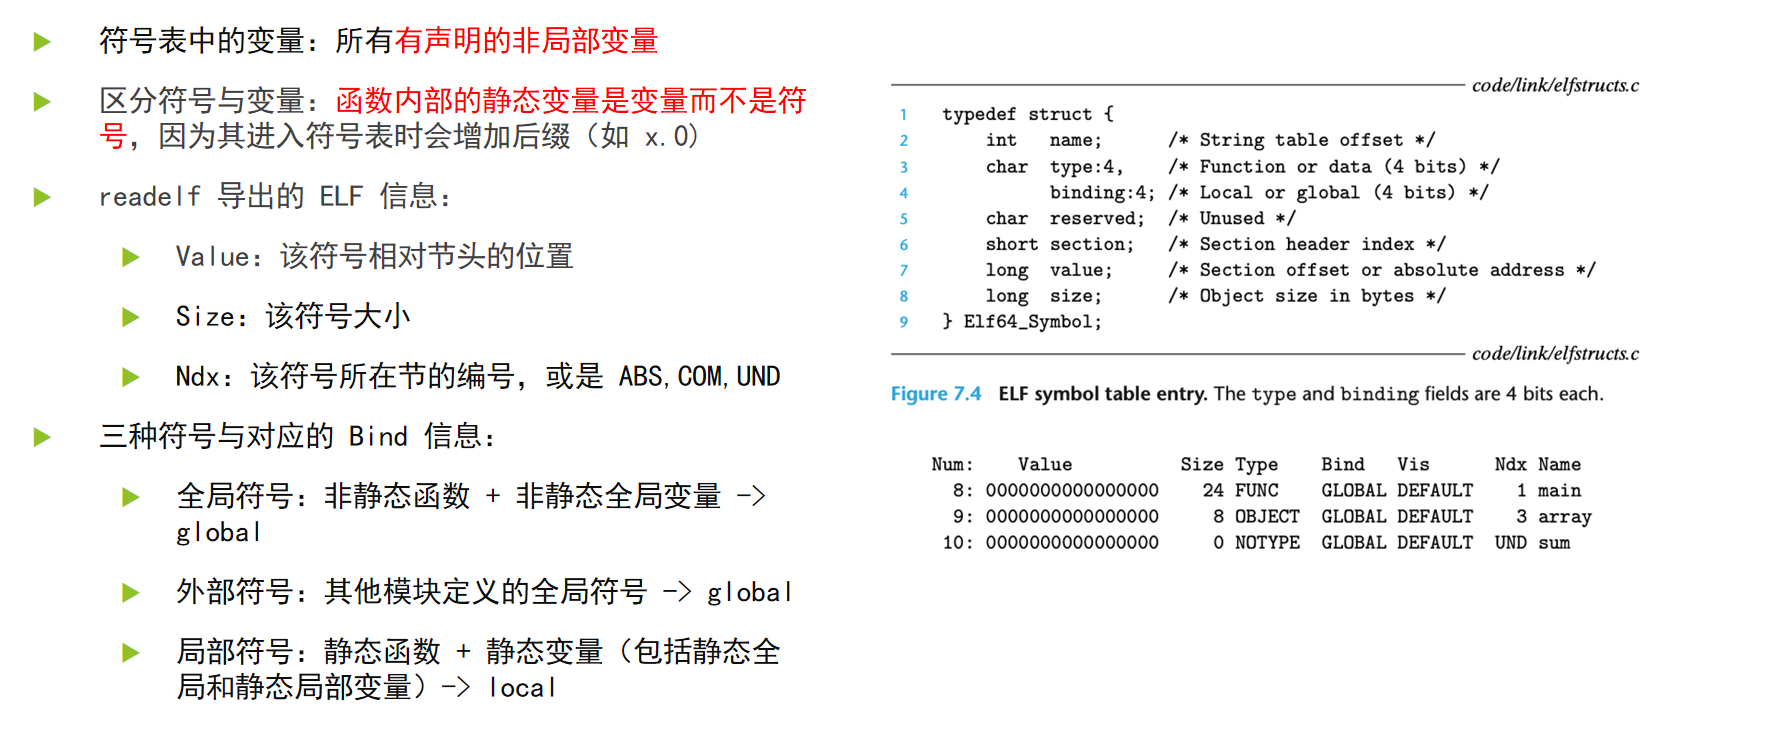 符号表中的变量：所有有声明的非局部变量
区分符号与变量：函数内部的静态变量是变量而不是符
号，因为其进入符号表时会增加后缀（如 x.0)
readelf 导出的 ELF 信息：
Value：该符号相对节头的位置
Size：该符号大小
Ndx：该符号所在节的编号，或是 ABS,COM,UND
三种符号与对应的 Bind 信息：
全局符号：非静态函数 + 非静态全局变量 ->
global
外部符号：其他模块定义的全局符号 -> global
局部符号：静态函数 + 静态变量（包括静态全
局和静态局部变量）-> local
code/link/elfstructs.c
1 typedef struct {
2 int name; /* String table offset */
3 char type:4, /* Function or data (4 bits) */
4 binding:4; /* Local or global (4 bits) */
5 char reserved; /* Unused */
6 short section; /* Section header index */
7 long value; /* Section offset or absolute address */
8 long size; /* Object size in bytes */
9 } Elf64_Symbol;
code/link/elfstructs.c
Figure 7.4 ELF symbol table entry. The type and binding fields are 4 bits each.
Num: Value Size Type Bind Vis Ndx Name
8: 0000000000000000 24 FUNC GLOBAL DEFAULT 1 main
9: 0000000000000000 8 OBJECT GLOBAL DEFAULT 3 array
10: 0000000000000000 0 NOTYPE GLOBAL DEFAULT UND sum